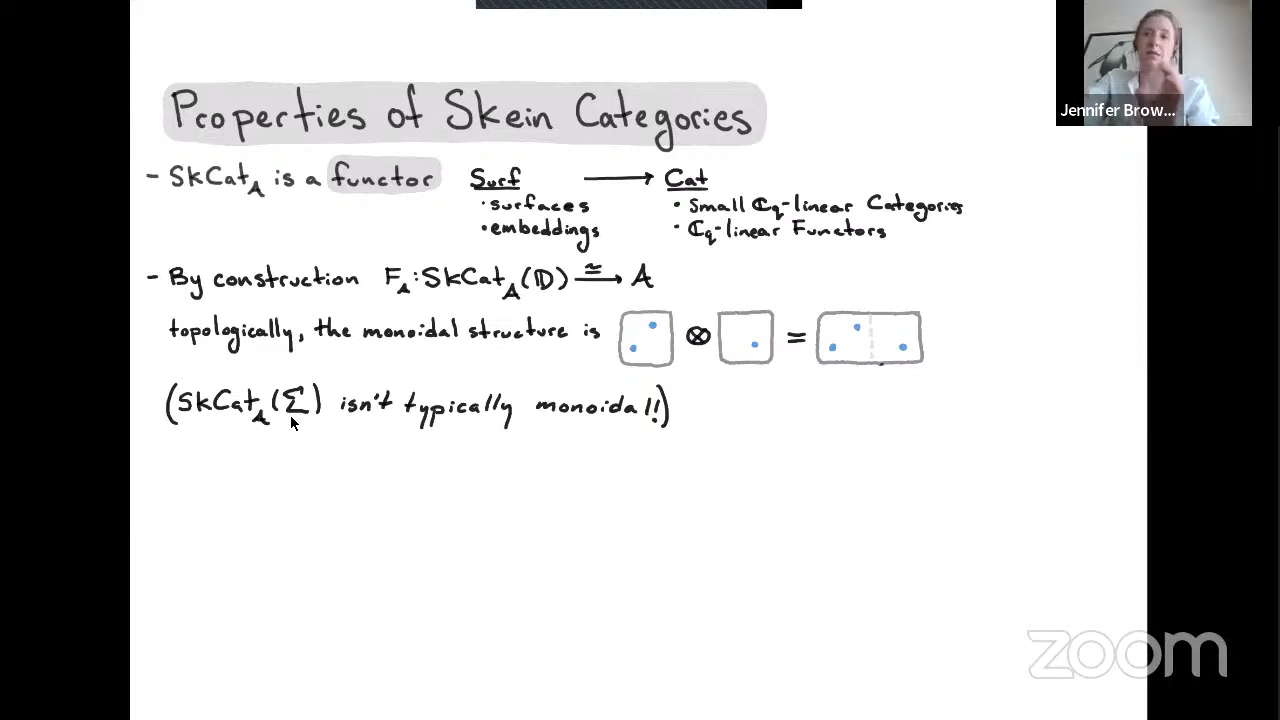 Properties of Skein Categories
- SkCat_A is a functor Surf ⟶ Cat
· surfaces · Small ℂq-linear Categories
· embeddings · ℂq-linear Functors
- By construction F_A : SkCat_A(𝔻) ≃⟶ A
topologically, the monoidal structure is ⊗ =
(SkCat_A(Σ) isn't typically monoidal!)
Jennifer Brow...
zoom